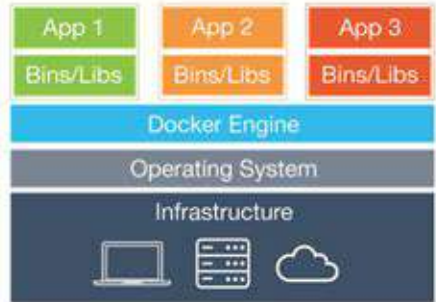 App 1
App 2
App 3
Bins/Libs
Bins/Libs
Bins/Libs
Docker Engine
Operating System
Infrastructure